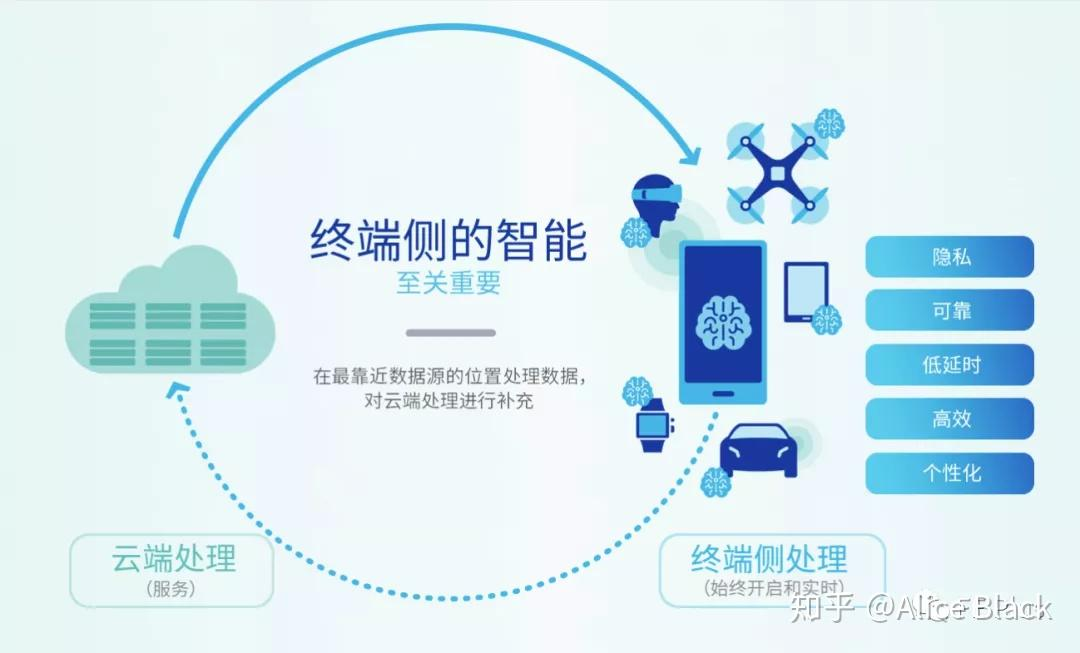 终端侧的智能
至关重要
在最靠近数据源的位置处理数据，
对云端处理进行补充
隐私
可靠
低延时
高效
个性化
云端处理
（服务）
终端侧处理
（始终开启和实时）
知乎 @Alice Black